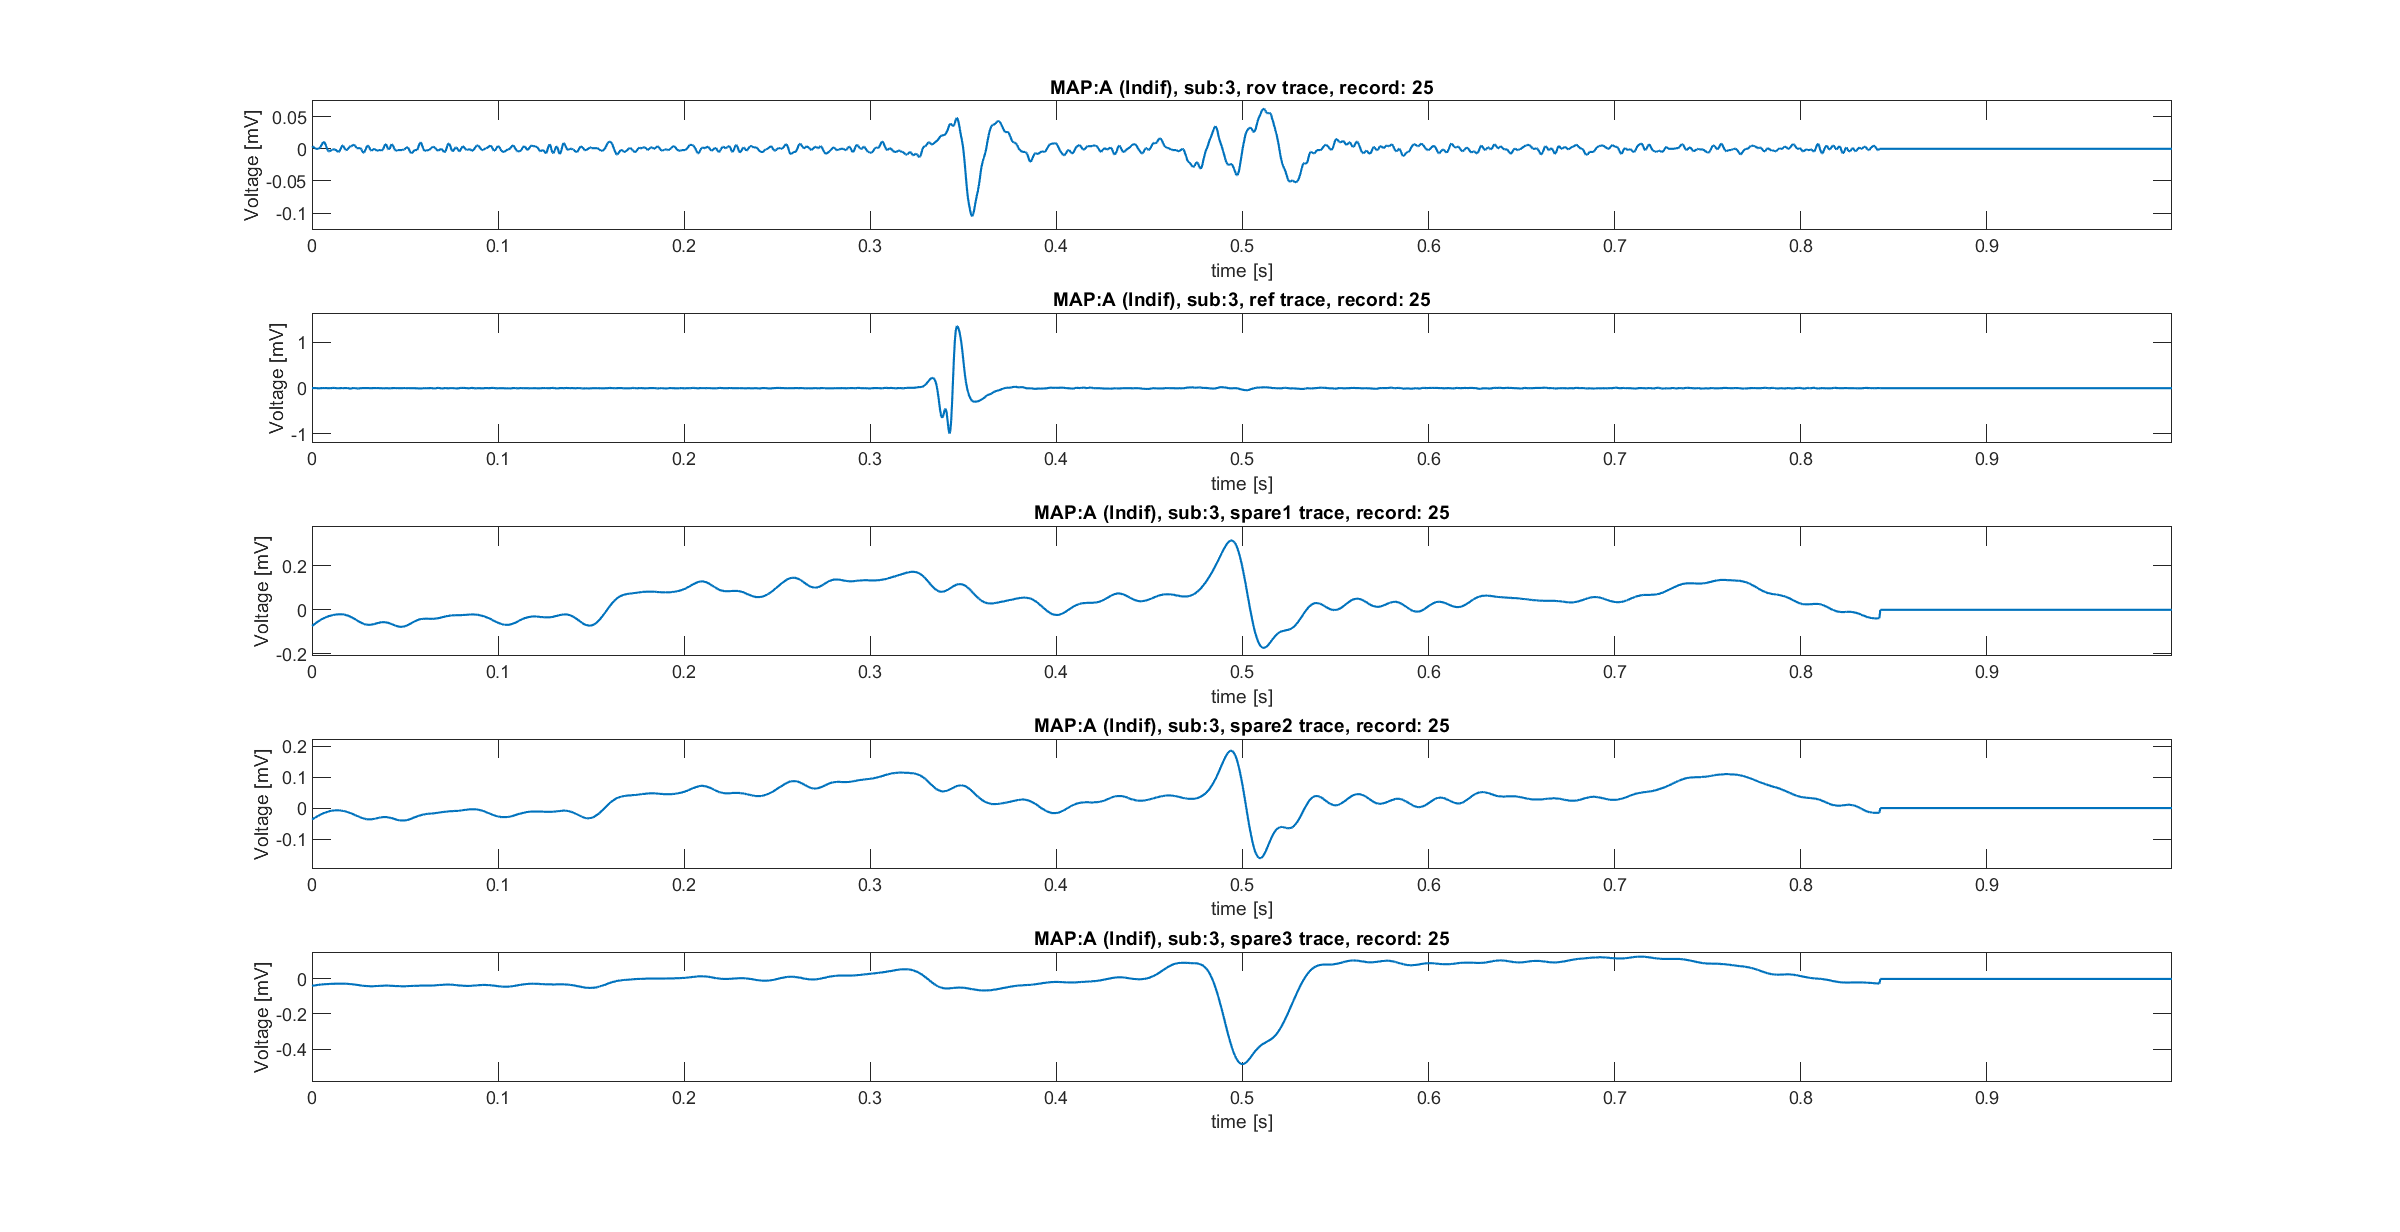 MAP:A (Indif), sub:3, rov trace, record: 25
Voltage [mV]
0.05
0
-0.05
-0.1
0 0.1 0.2 0.3 0.4 0.5 0.6 0.7 0.8 0.9
time [s]
MAP:A (Indif), sub:3, ref trace, record: 25
Voltage [mV]
1
0
-1
0 0.1 0.2 0.3 0.4 0.5 0.6 0.7 0.8 0.9
time [s]
MAP:A (Indif), sub:3, spare1 trace, record: 25
Voltage [mV]
0.2
0
-0.2
0 0.1 0.2 0.3 0.4 0.5 0.6 0.7 0.8 0.9
time [s]
MAP:A (Indif), sub:3, spare2 trace, record: 25
Voltage [mV]
0.2
0.1
0
-0.1
0 0.1 0.2 0.3 0.4 0.5 0.6 0.7 0.8 0.9
time [s]
MAP:A (Indif), sub:3, spare3 trace, record: 25
Voltage [mV]
0
-0.2
-0.4
0 0.1 0.2 0.3 0.4 0.5 0.6 0.7 0.8 0.9
time [s]